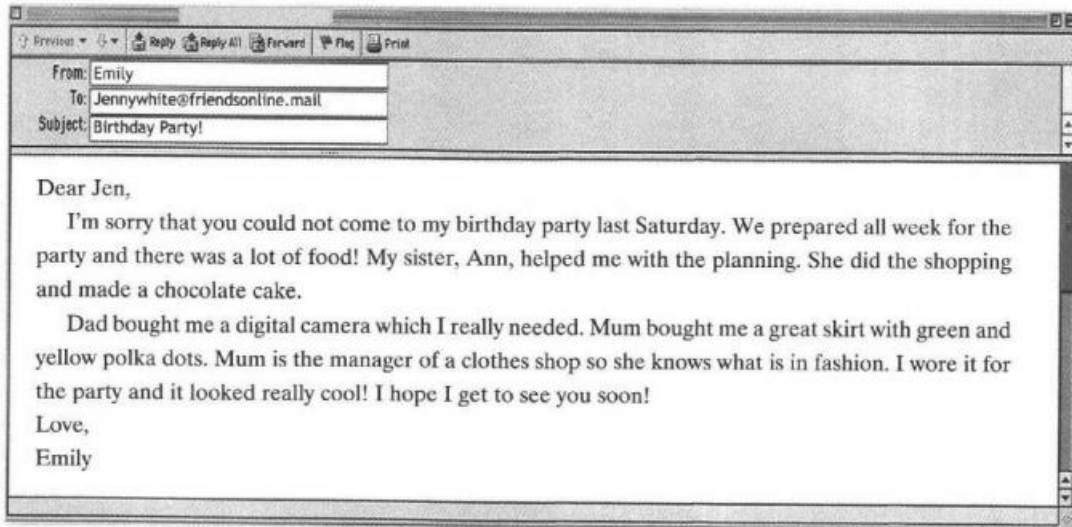 Previous Reply Reply All Forward Flag Print
From: Emily
To: Jennywhite@friendsonline.mail
Subject: Birthday Party!
Dear Jen,
I'm sorry that you could not come to my birthday party last Saturday. We prepared all week for the
party and there was a lot of food! My sister, Ann, helped me with the planning. She did the shopping
and made a chocolate cake.
Dad bought me a digital camera which I really needed. Mum bought me a great skirt with green and
yellow polka dots. Mum is the manager of a clothes shop so she knows what is in fashion. I wore it for
the party and it looked really cool! I hope I get to see you soon!
Love,
Emily